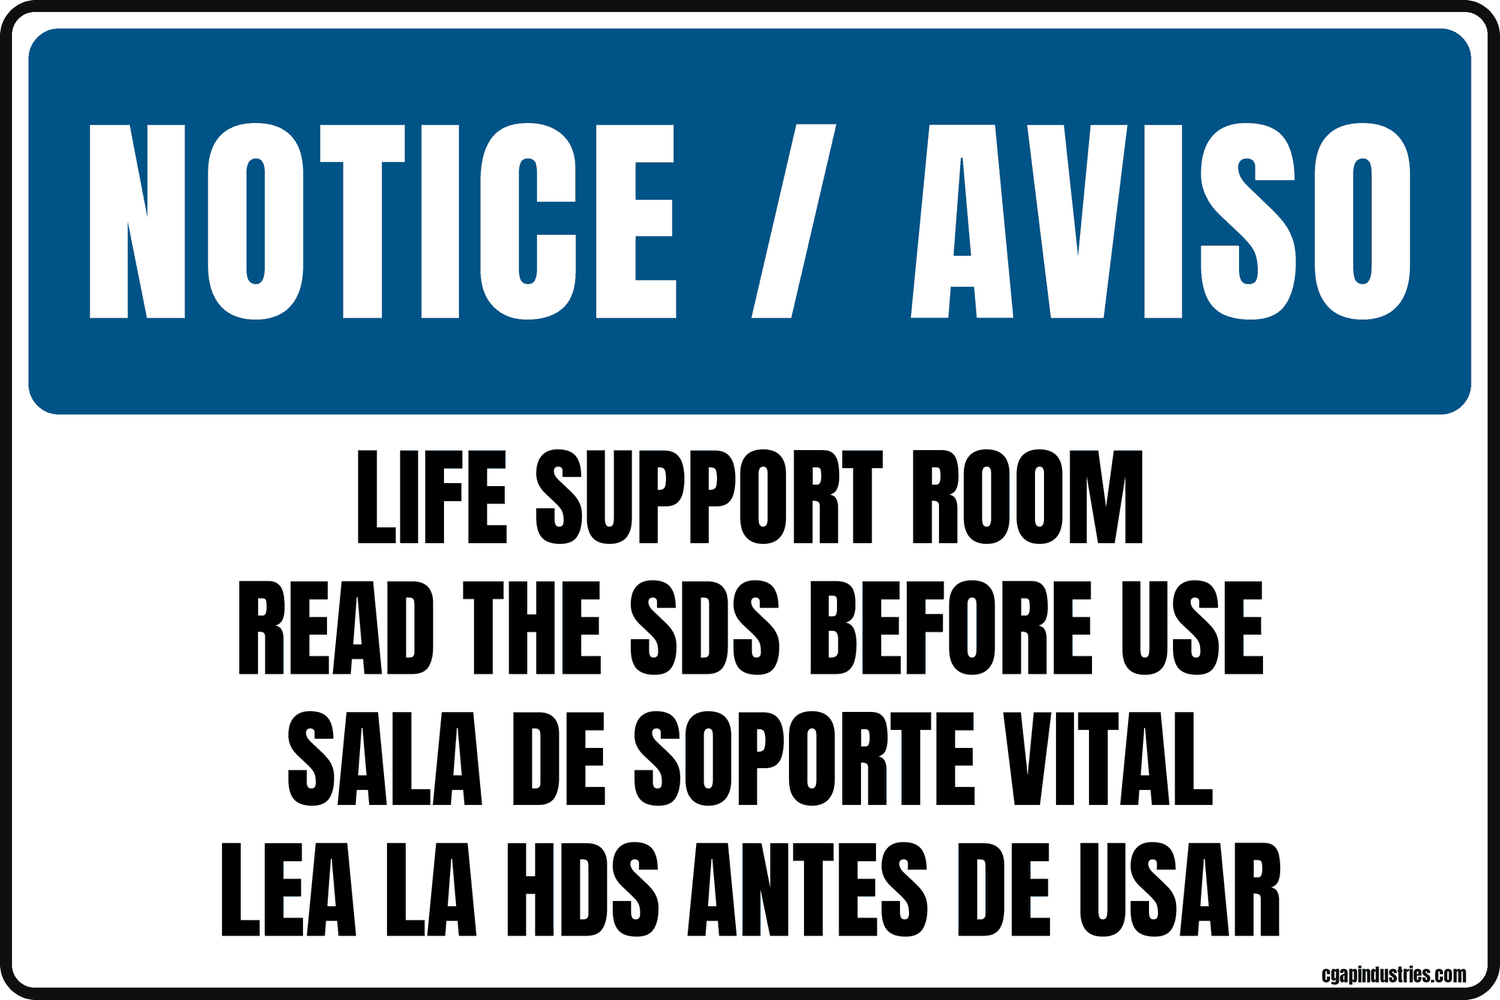 NOTICE / AVISO
LIFE SUPPORT ROOM
READ THE SDS BEFORE USE
SALA DE SOPORTE VITAL
LEA LA HDS ANTES DE USAR
cgapindustries.com